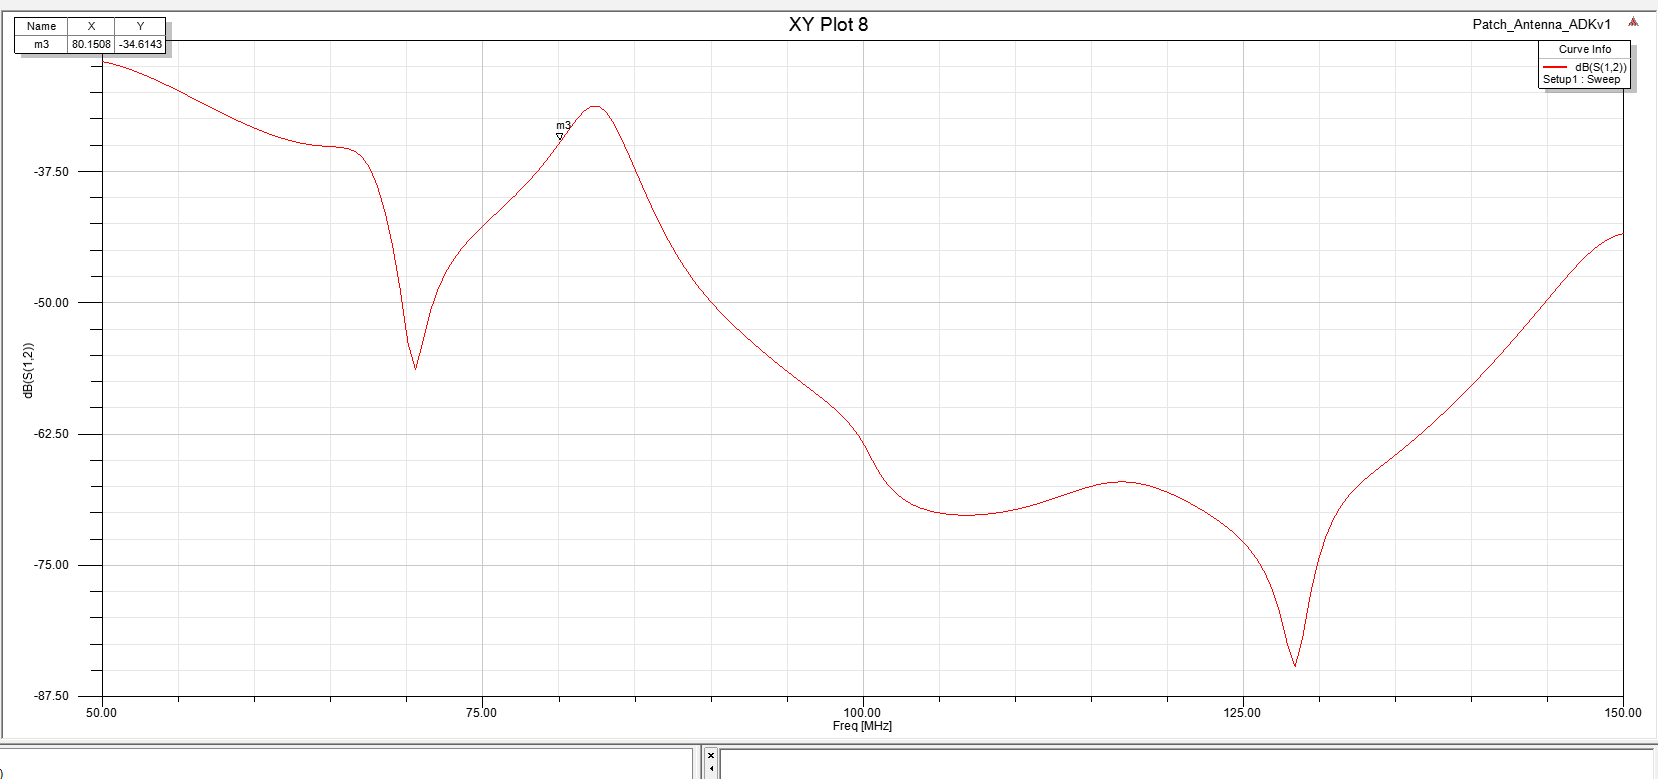 XY Plot 8
Patch_Antenna_ADKv1
Name X Y
m3 80.1508 -34.6143
Curve Info
dB(S(1,2))
Setup1 : Sweep
m3
-37.50
-50.00
-62.50
-75.00
-87.50
dB(S(1,2))
50.00 75.00 100.00 125.00 150.00
Freq [MHz]
)